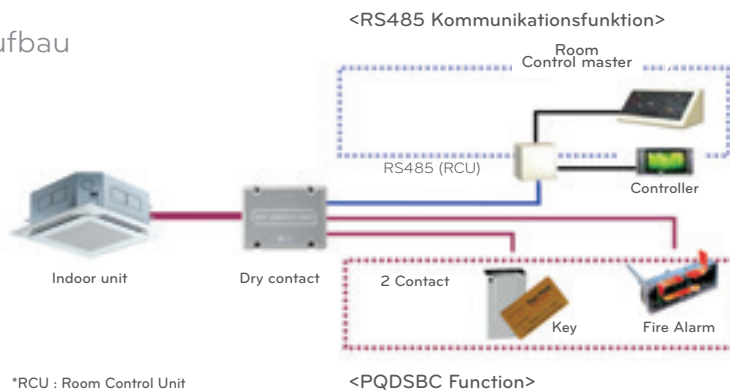 <RS485 Kommunikationsfunktion>
ufbau
Room
Control master
RS485 (RCU)
Controller
Indoor unit
Dry contact
2 Contact
Key
Fire Alarm
*RCU : Room Control Unit
<PQDSBC Function>